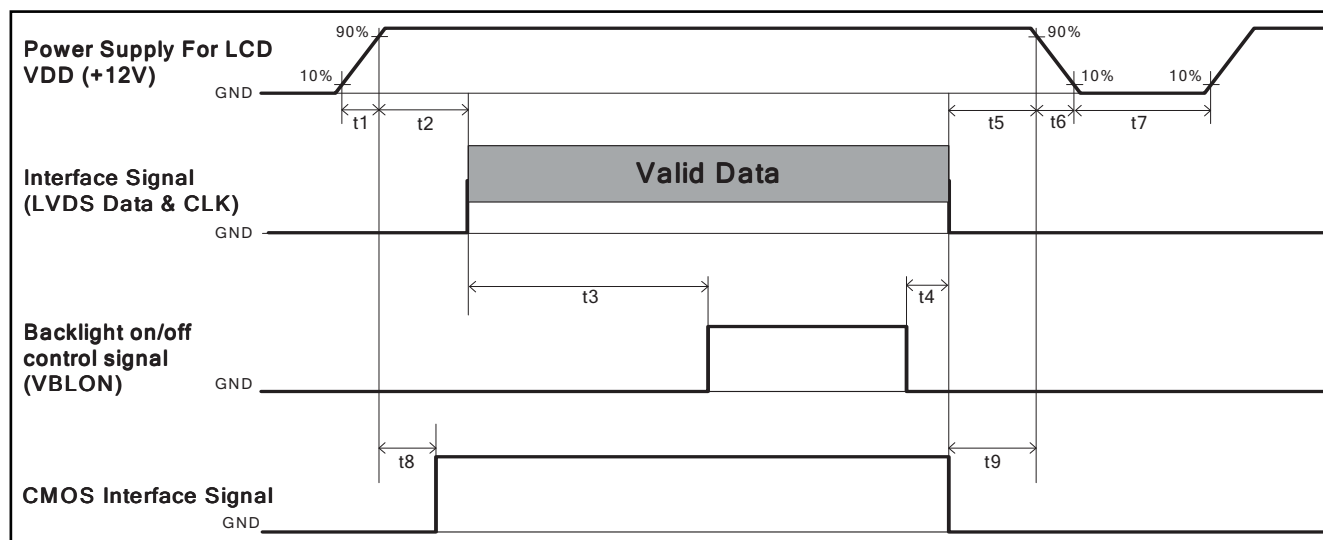 Power Supply For LCD
VDD (+12V)
90%
10%
GND
90%
10%
10%
t1
t2
t5
t6
t7
Interface Signal
(LVDS Data & CLK)
Valid Data
GND
t3
t4
Backlight on/off
control signal
(VBLON)
GND
t8
t9
CMOS Interface Signal
GND